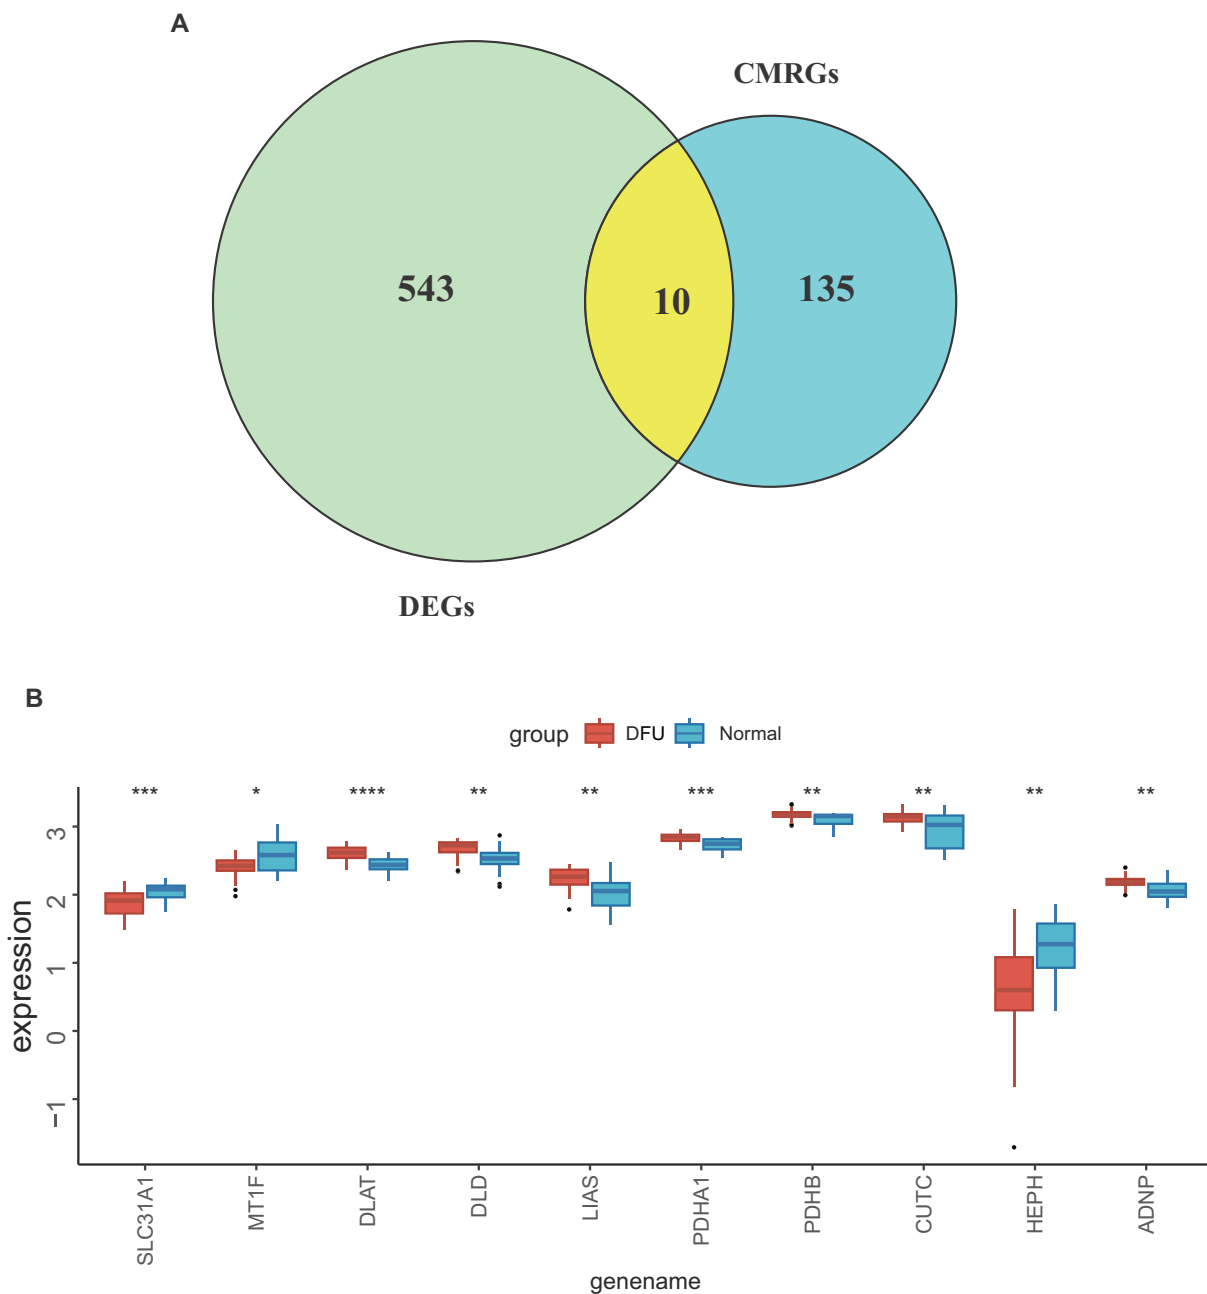 A
CMRGs
543
10
135
DEGs
B
group DFU Normal
*** * **** ** ** *** ** ** ** **
3
2
1
0
−1
expression
SLC31A1 MT1F DLAT DLD LIAS PDHA1 PDHB CUTC HEPH ADNP
genename